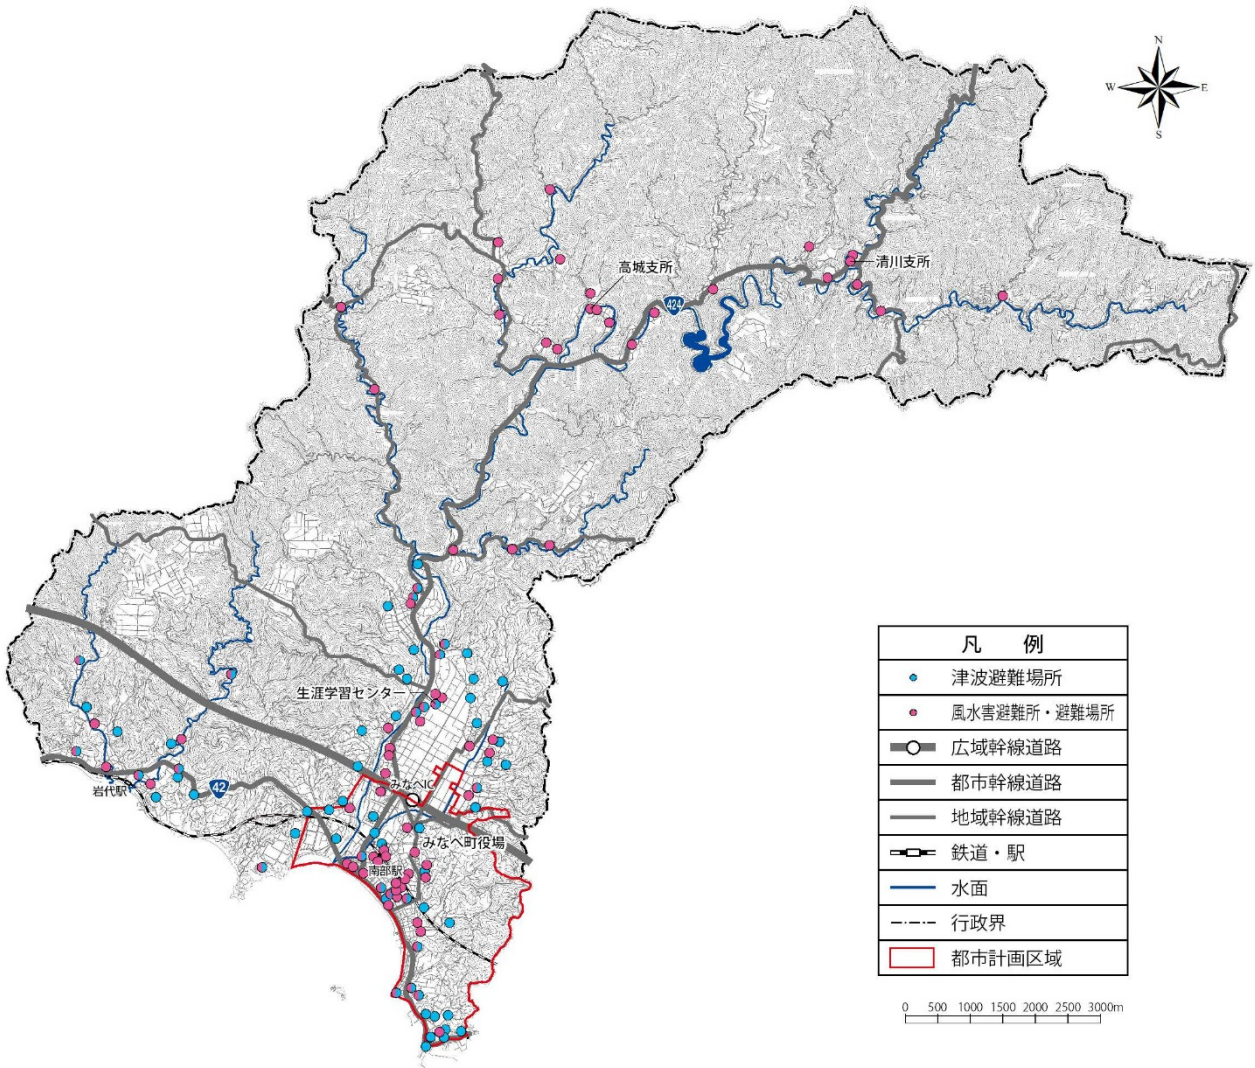 N
W
E
S
高城支所
清川支所
424
生涯学習センター
みなべIC
岩代駅
42
みなべ町役場
南部駅
凡 例
津波避難場所
風水害避難所・避難場所
広域幹線道路
都市幹線道路
地域幹線道路
鉄道・駅
水面
行政界
都市計画区域
0 500 1000 1500 2000 2500 3000m